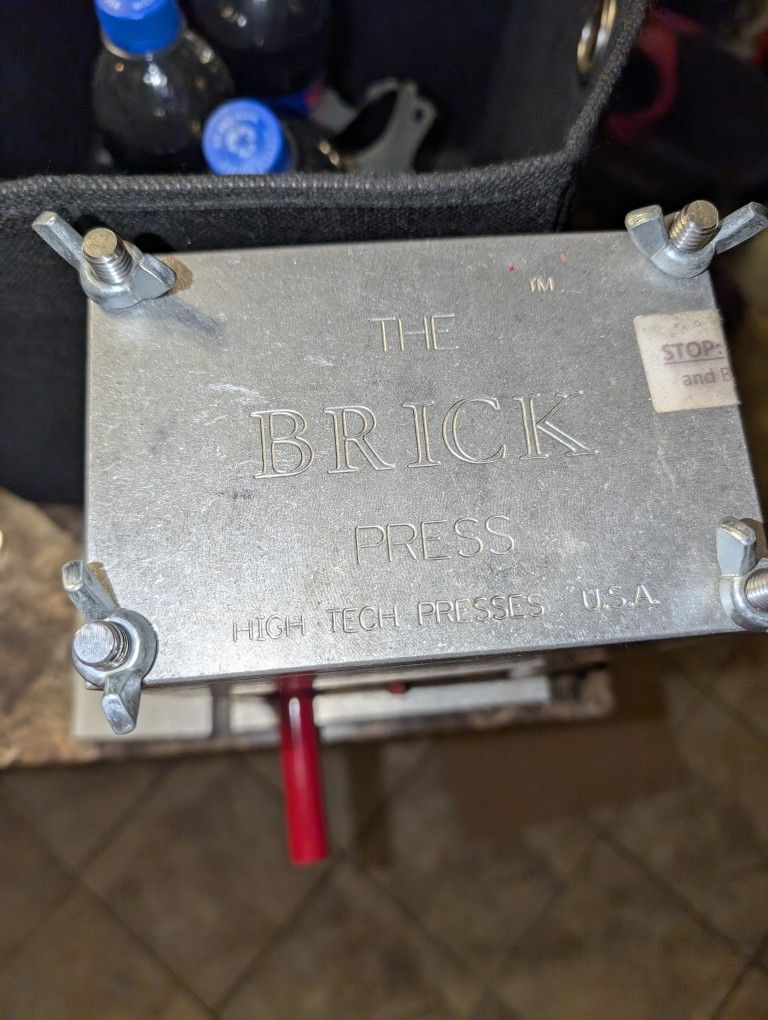 ™
THE
BRICK
PRESS
HIGH TECH PRESSES U.S.A.
STOP:
and